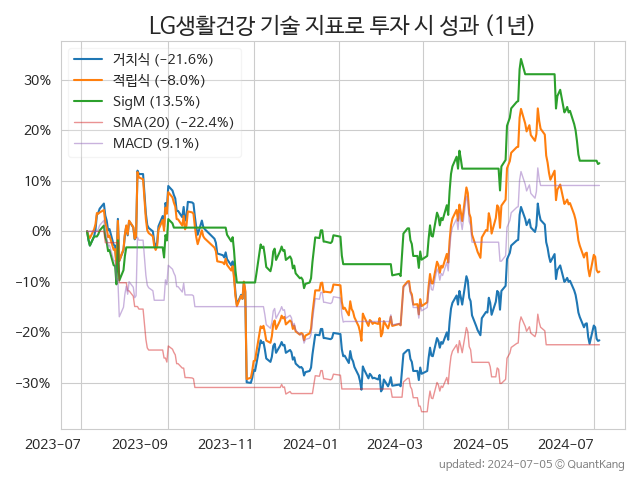 LG생활건강 기술 지표로 투자 시 성과 (1년)
거치식 (−21.6%)
적립식 (−8.0%)
SigM (13.5%)
SMA(20) (−22.4%)
MACD (9.1%)
30%
20%
10%
0%
−10%
−20%
−30%
2023-07 2023-09 2023-11 2024-01 2024-03 2024-05 2024-07
updated: 2024-07-05 © QuantKang